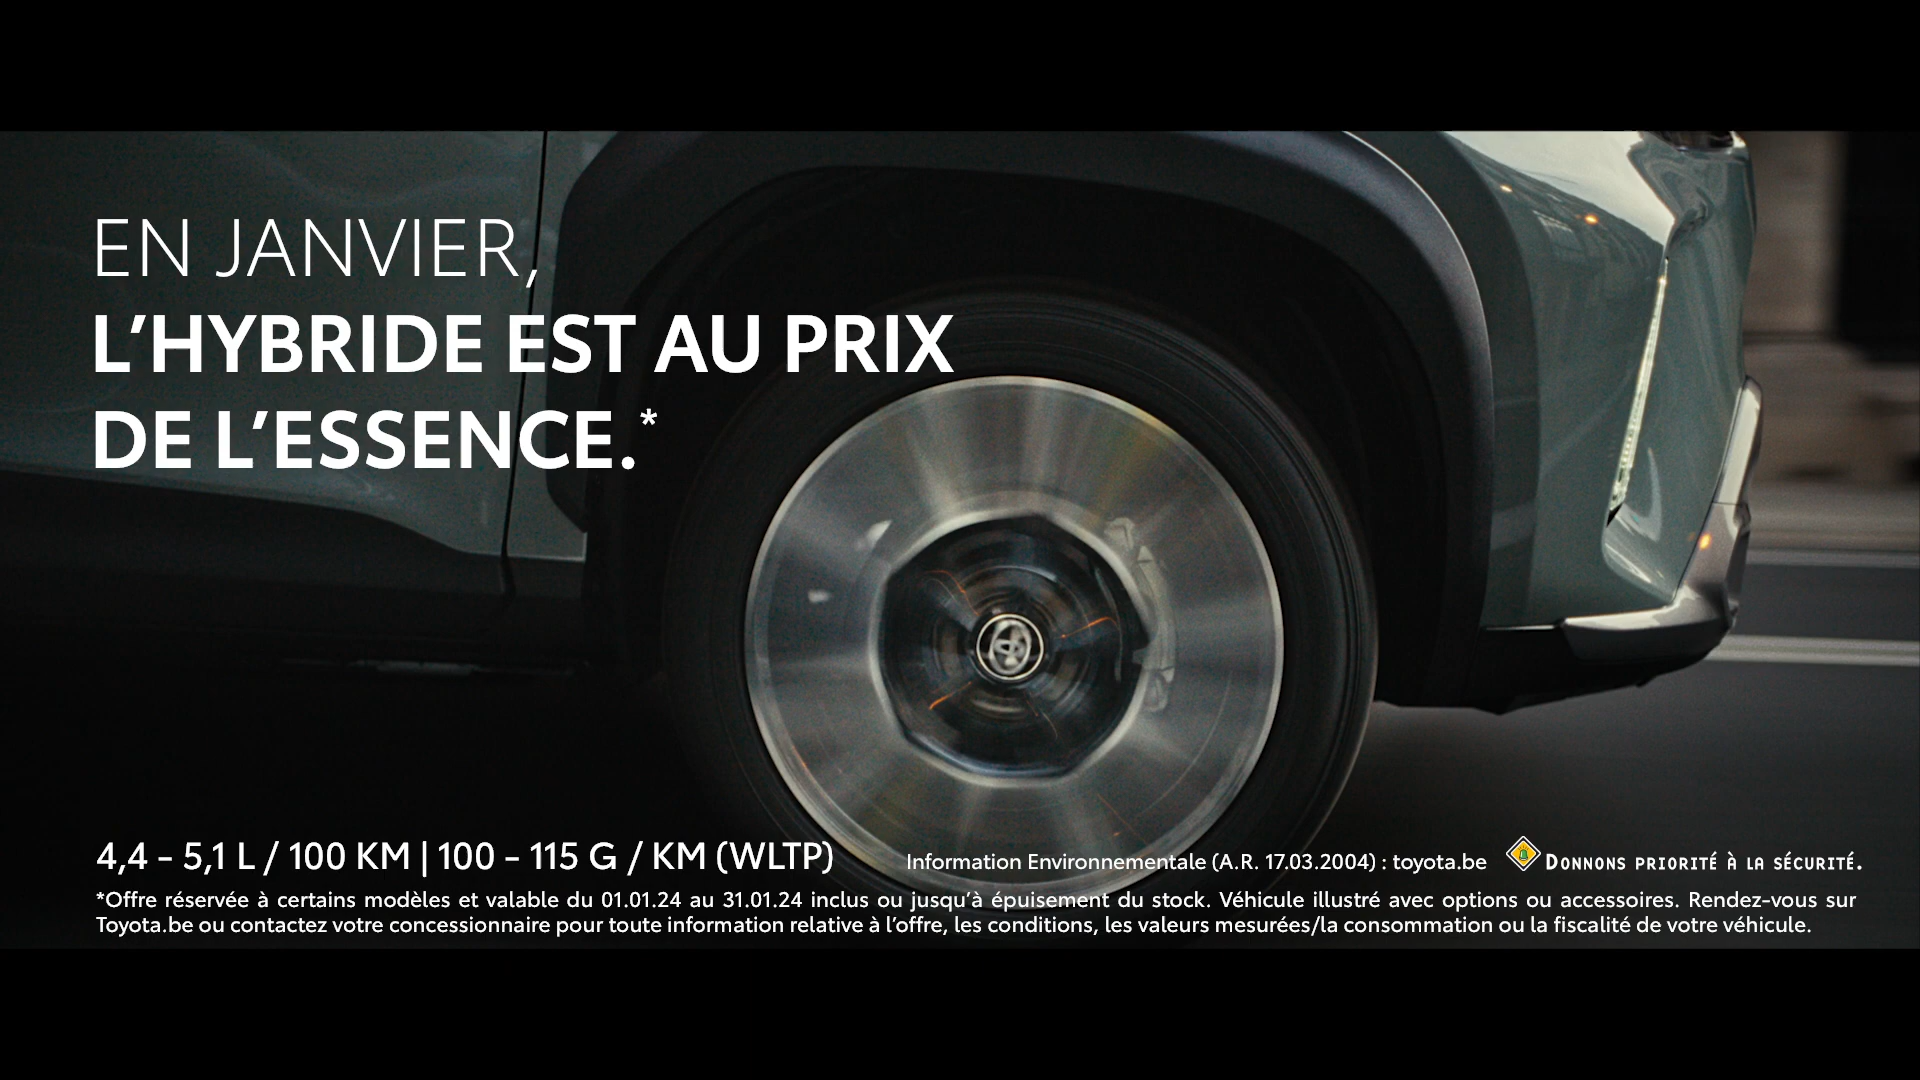 EN JANVIER,
L’HYBRIDE EST AU PRIX
DE L’ESSENCE.*
4,4 – 5,1 L / 100 KM | 100 – 115 G / KM (WLTP)
Information Environnementale (A.R. 17.03.2004) : toyota.be
DONNONS PRIORITÉ À LA SÉCURITÉ.
*Offre réservée à certains modèles et valable du 01.01.24 au 31.01.24 inclus ou jusqu’à épuisement du stock. Véhicule illustré avec options ou accessoires. Rendez-vous sur
Toyota.be ou contactez votre concessionnaire pour toute information relative à l’offre, les conditions, les valeurs mesurées/la consommation ou la fiscalité de votre véhicule.